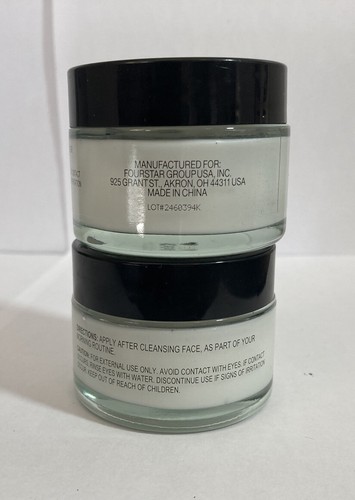 MANUFACTURED FOR:
FOURSTAR GROUP USA, INC.
925 GRANT ST., AKRON, OH 44311 USA
MADE IN CHINA
LOT#2460394K
DIRECTIONS: APPLY AFTER CLEANSING FACE, AS PART OF YOUR
MORNING ROUTINE.
CAUTION: FOR EXTERNAL USE ONLY. AVOID CONTACT WITH EYES. IF CONTACT
OCCURS, RINSE EYES WITH WATER. DISCONTINUE USE IF SIGNS OF IRRITATION
OCCUR. KEEP OUT OF REACH OF CHILDREN.